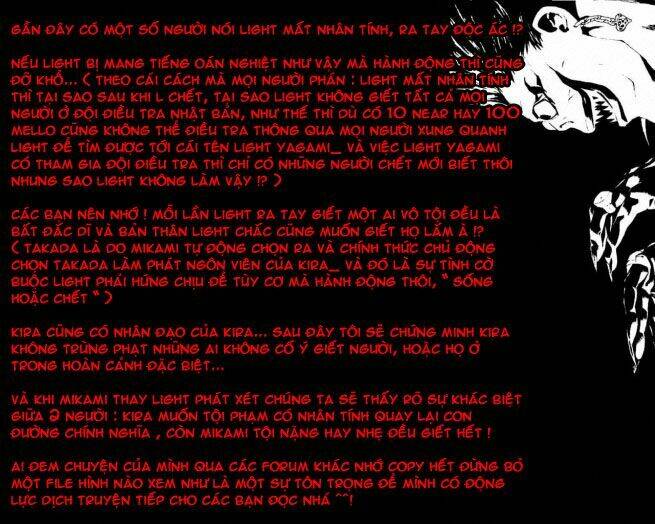 GẦN ĐÂY CÓ MỘT SỐ NGƯỜI NÓI LIGHT MẤT NHÂN TÍNH, RA TAY ĐỘC ÁC !?
NẾU LIGHT BỊ MANG TIẾNG OÁN NGHIỆT NHƯ VẬY MÀ HÀNH ĐỘNG THÌ CŨNG
ĐỞ KHỔ... ( THEO CÁI CÁCH MÀ MỌI NGƯỜI PHÁN : LIGHT MẤT NHÂN TÍNH
THÌ TẠI SAO SAU KHI L CHẾT, TẠI SAO LIGHT KHÔNG GIẾT TẤT CẢ MỌI
NGƯỜI Ở ĐỘI ĐIỀU TRA NHẬT BẢN, NHƯ THẾ THÌ DÙ CÓ 10 NEAR HAY 100
MELLO CŨNG KHÔNG THỂ ĐIỀU TRA THÔNG QUA MỌI NGƯỜI XUNG QUANH
LIGHT ĐỂ TÌM ĐƯỢC TỚI CÁI TÊN LIGHT YAGAMI_ VÀ VIỆC LIGHT YAGAMI
CÓ THAM GIA ĐỘI ĐIỀU TRA THÌ CHỈ CÓ NHỮNG NGƯỜI CHẾT MỚI BIẾT THÔI
NHƯNG SAO LIGHT KHÔNG LÀM VẬY !? )
CÁC BẠN NÊN NHỚ ! MỖI LẦN LIGHT RA TAY GIẾT MỘT AI VÔ TỘI ĐỀU LÀ
BẤT ĐẮC DĨ VÀ BẢN THÂN LIGHT CHẮC CŨNG MUỐN GIẾT HỌ LẮM À !?
( TAKADA LÀ DO MIKAMI TỰ ĐỘNG CHỌN RA VÀ CHÍNH THỨC CHỦ ĐỘNG
CHỌN TAKADA LÀM PHÁT NGÔN VIÊN CỦA KIRA_ VÀ ĐÓ LÀ SỰ TÌNH CỜ
BUỘC LIGHT PHẢI HỨNG CHỊU ĐỂ TÙY CƠ MÀ HÀNH ĐỘNG THÔI, " SỐNG
HOẶC CHẾT " )
KIRA CŨNG CÓ NHÂN ĐẠO CỦA KIRA... SAU ĐÂY TÔI SẼ CHỨNG MINH KIRA
KHÔNG TRỪNG PHẠT NHỮNG AI KHÔNG CỐ Ý GIẾT NGƯỜI, HOẶC HỌ Ở
TRONG HOÀN CẢNH ĐẶC BIỆT...
VÀ KHI MIKAMI THAY LIGHT PHÁT XÉT CHÚNG TA SẼ THẤY RÕ SỰ KHÁC BIỆT
GIỮA 2 NGƯỜI : KIRA MUỐN TỘI PHẠM CÓ NHÂN TÍNH QUAY LẠI CON
ĐƯỜNG CHÍNH NGHĨA , CÒN MIKAMI TỘI NẶNG HAY NHẸ ĐỀU GIẾT HẾT !
AI ĐEM CHUYỆN CỦA MÌNH QUA CÁC FORUM KHÁC NHỚ COPY HẾT ĐỪNG BỎ
MỘT FILE HÌNH NÀO XEM NHƯ LÀ MỘT SỰ TÔN TRỌNG ĐỂ MÌNH CÓ ĐỘNG
LỰC DỊCH TRUYỆN TIẾP CHO CÁC BẠN ĐỌC NHÁ ^^!